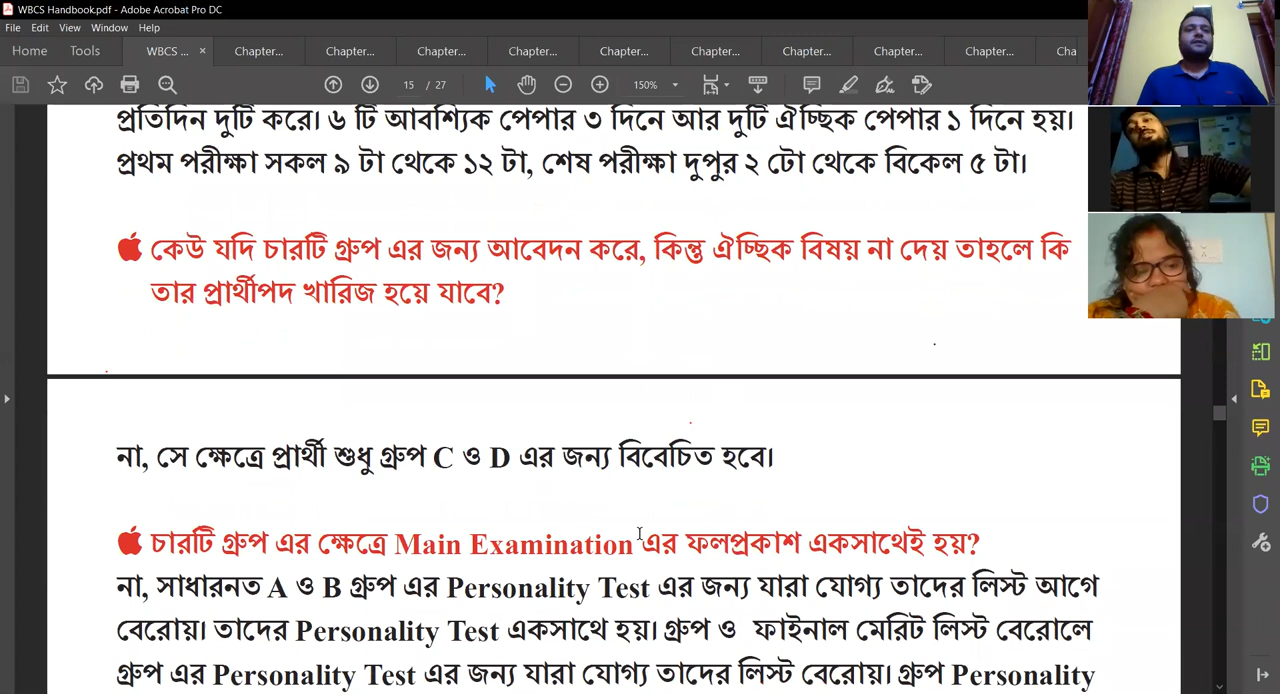 WBCS Handbook.pdf - Adobe Acrobat Pro DC
File Edit View Window Help
Home Tools WBCS ... × Chapter... Chapter... Chapter... Chapter... Chapter... Chapter... Chapter... Chapter... Chapter... Cha
15 / 27 150%
প্রতিদিন দুটি করে। ৬ টি আবশ্যিক পেপার ৩ দিনে আর দুটি ঐচ্ছিক পেপার ১ দিনে হয়।
প্রথম পরীক্ষা সকল ৯ টা থেকে ১২ টা, শেষ পরীক্ষা দুপুর ২ টো থেকে বিকেল ৫ টা।
কেউ যদি চারটি গ্রুপ এর জন্য আবেদন করে, কিন্তু ঐচ্ছিক বিষয় না দেয় তাহলে কি
তার প্রার্থীপদ খারিজ হয়ে যাবে?
না, সে ক্ষেত্রে প্রার্থী শুধু গ্রুপ C ও D এর জন্য বিবেচিত হবে।
চারটি গ্রুপ এর ক্ষেত্রে Main Examination এর ফলপ্রকাশ একসাথেই হয়?
না, সাধারনত A ও B গ্রুপ এর Personality Test এর জন্য যারা যোগ্য তাদের লিস্ট আগে
বেরোয়। তাদের Personality Test একসাথে হয়। গ্রুপ ও ফাইনাল মেরিট লিস্ট বেরোলে
গ্রুপ এর Personality Test এর জন্য যারা যোগ্য তাদের লিস্ট বেরোয়। গ্রুপ Personality